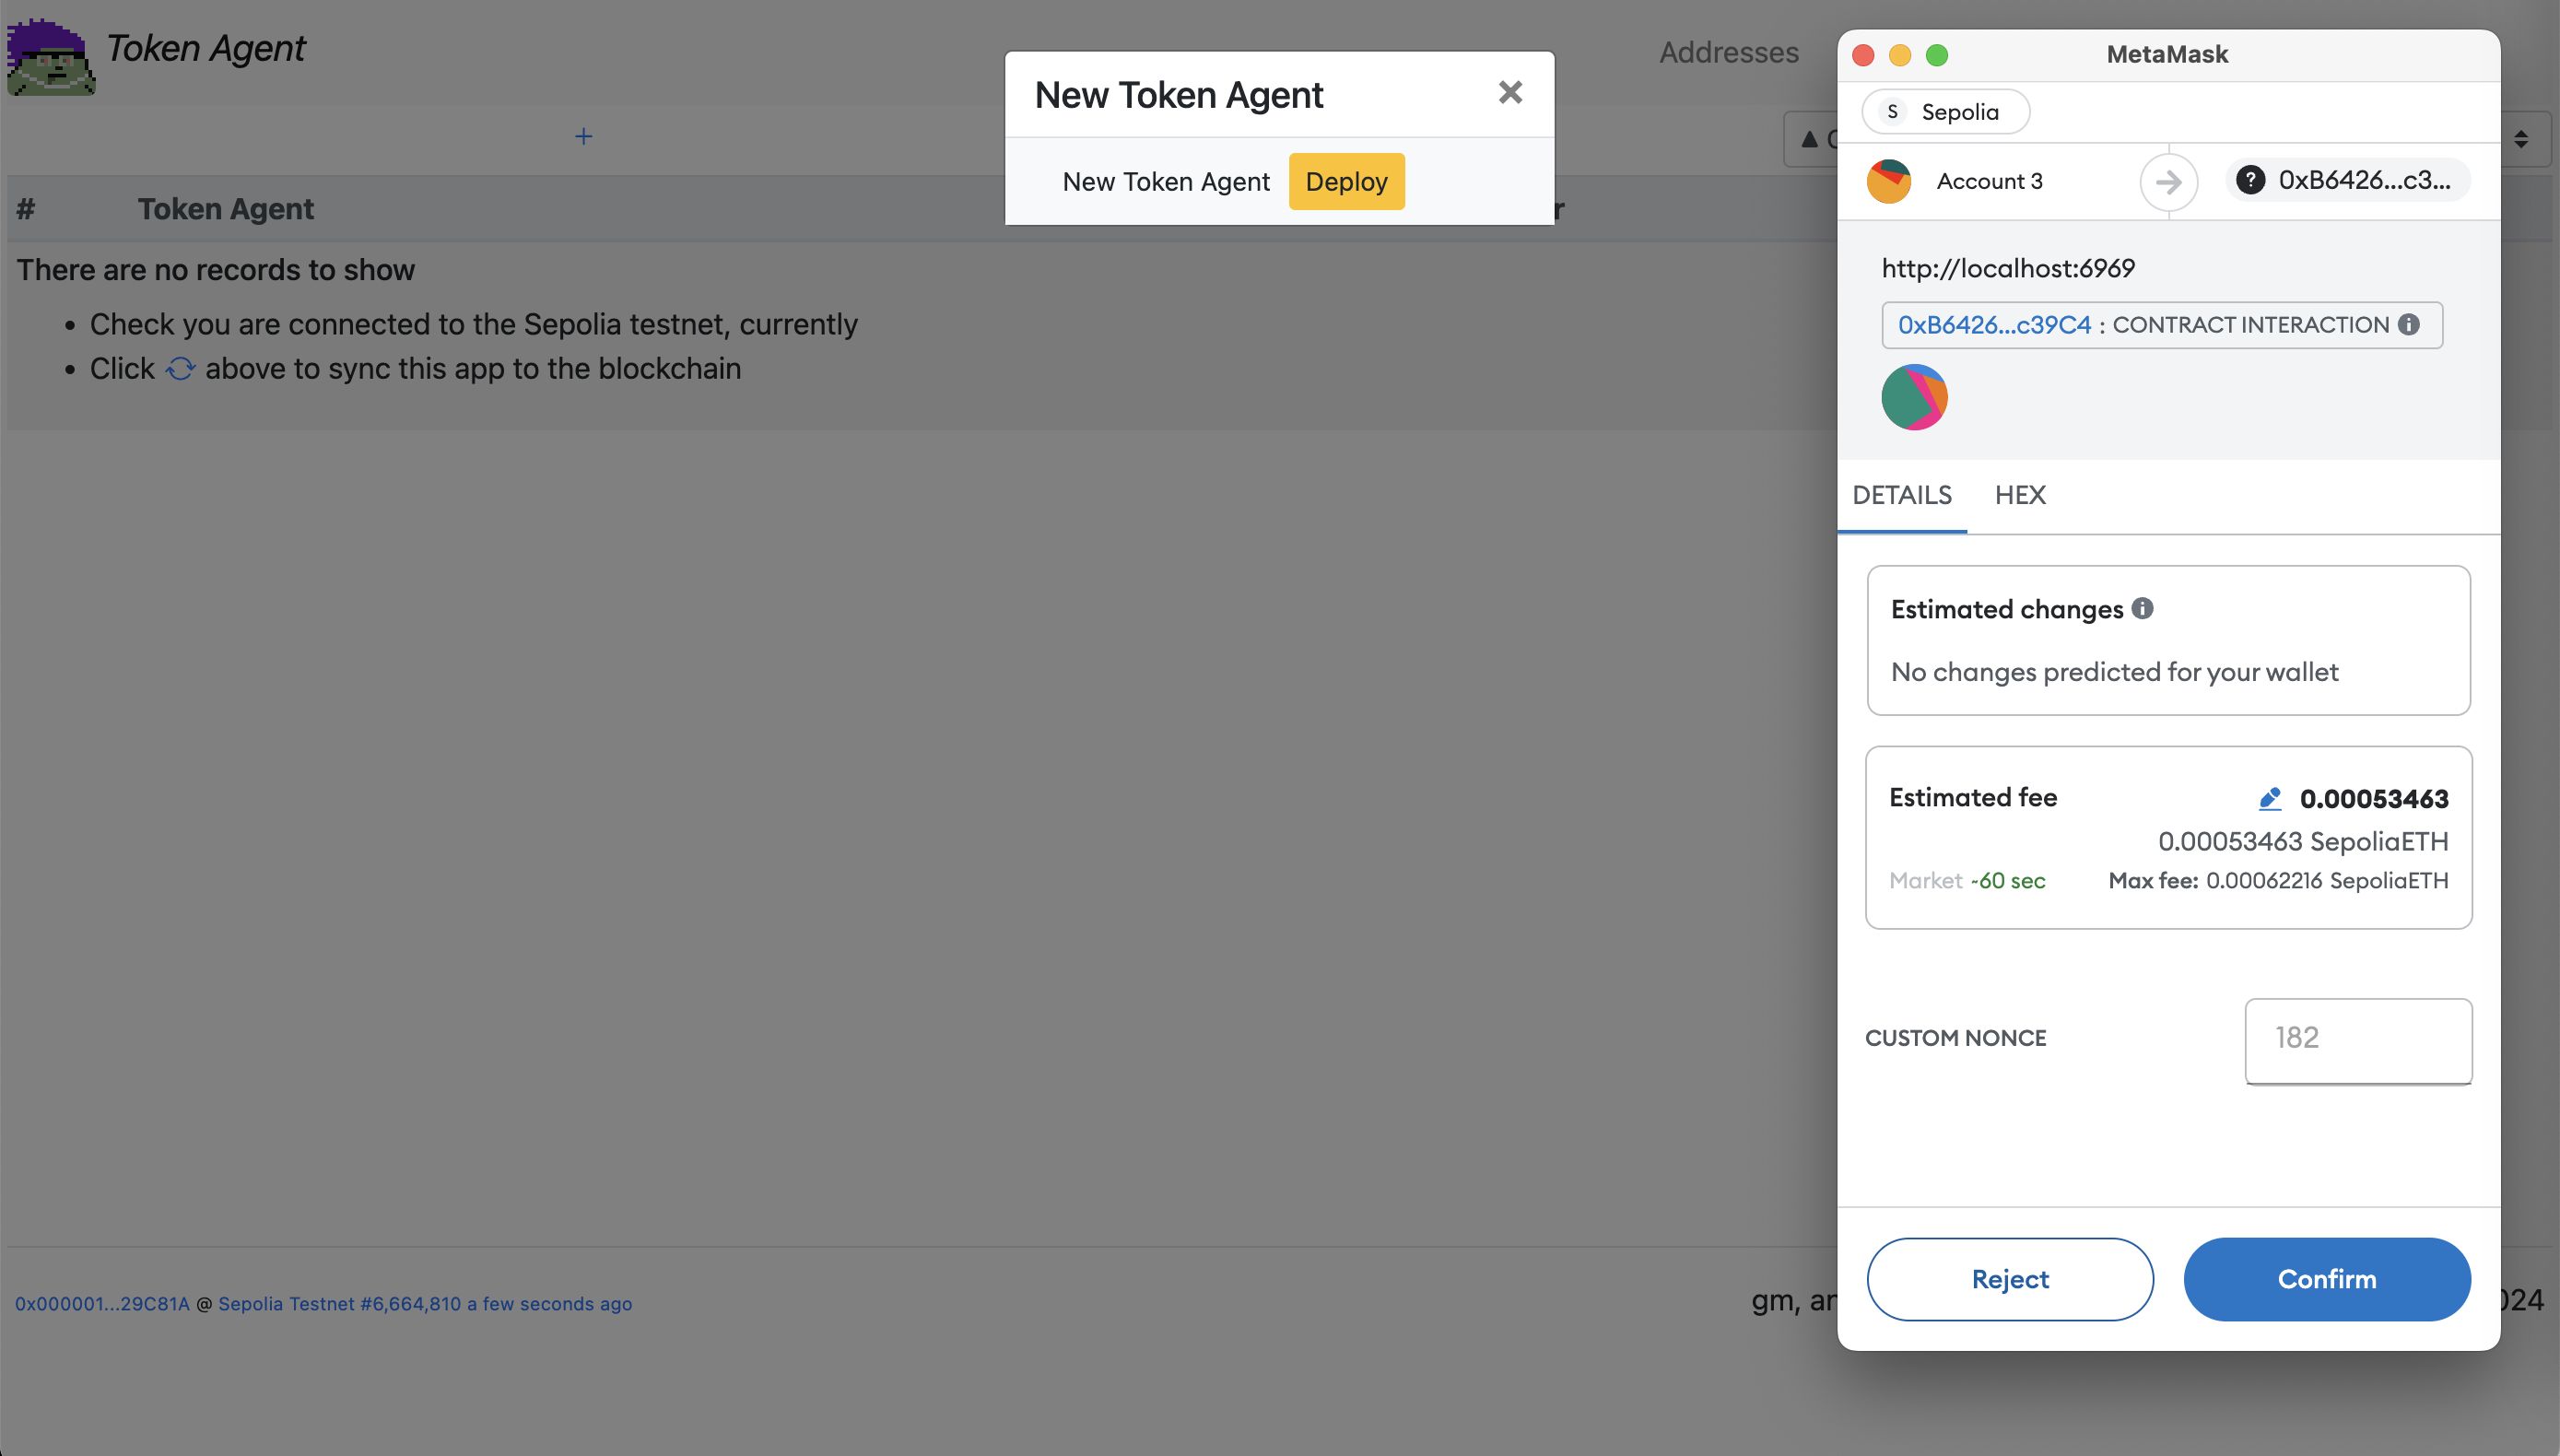 Token Agent
Addresses
#
Token Agent
There are no records to show
Check you are connected to the Sepolia testnet, currently
Click above to sync this app to the blockchain
New Token Agent
New Token Agent
Deploy
MetaMask
S Sepolia
Account 3
0xB6426...c3...
http://localhost:6969
0xB6426...c39C4 : CONTRACT INTERACTION
DETAILS
HEX
Estimated changes
No changes predicted for your wallet
Estimated fee
0.00053463
0.00053463 SepoliaETH
Market ~60 sec
Max fee: 0.00062216 SepoliaETH
CUSTOM NONCE
182
Reject
Confirm
0x000001...29C81A @ Sepolia Testnet #6,664,810 a few seconds ago
gm,